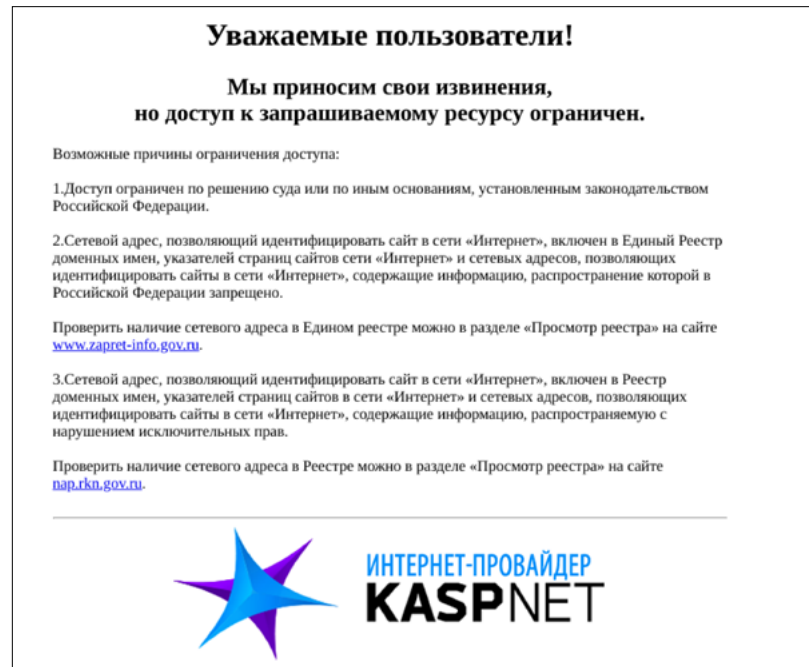 Уважаемые пользователи!
Мы приносим свои извинения,
но доступ к запрашиваемому ресурсу ограничен.
Возможные причины ограничения доступа:
1.Доступ ограничен по решению суда или по иным основаниям, установленным законодательством
Российской Федерации.
2.Сетевой адрес, позволяющий идентифицировать сайт в сети «Интернет», включен в Единый Реестр
доменных имен, указателей страниц сайтов сети «Интернет» и сетевых адресов, позволяющих
идентифицировать сайты в сети «Интернет», содержащие информацию, распространение которой в
Российской Федерации запрещено.
Проверить наличие сетевого адреса в Едином реестре можно в разделе «Просмотр реестра» на сайте
www.zapret-info.gov.ru.
3.Сетевой адрес, позволяющий идентифицировать сайт в сети «Интернет», включен в Реестр
доменных имен, указателей страниц сайтов в сети «Интернет» и сетевых адресов, позволяющих
идентифицировать сайты в сети «Интернет», содержащие информацию, распространяемую с
нарушением исключительных прав.
Проверить наличие сетевого адреса в Реестре можно в разделе «Просмотр реестра» на сайте
nap.rkn.gov.ru.
ИНТЕРНЕТ-ПРОВАЙДЕР
KASPNET